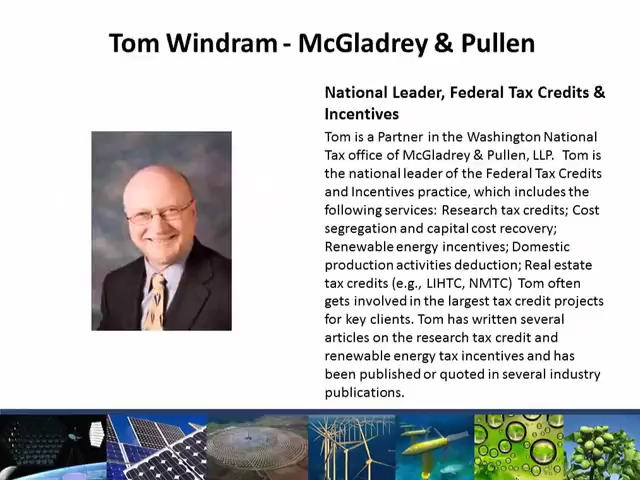 Tom Windram - McGladrey & Pullen
National Leader, Federal Tax Credits &
Incentives
Tom is a Partner in the Washington National
Tax office of McGladrey & Pullen, LLP.  Tom is
the national leader of the Federal Tax Credits
and Incentives practice, which includes the
following services: Research tax credits; Cost
segregation and capital cost recovery;
Renewable energy incentives; Domestic
production activities deduction; Real estate
tax credits (e.g., LIHTC, NMTC)  Tom often
gets involved in the largest tax credit projects
for key clients. Tom has written several
articles on the research tax credit and
renewable energy tax incentives and has
been published or quoted in several industry
publications.